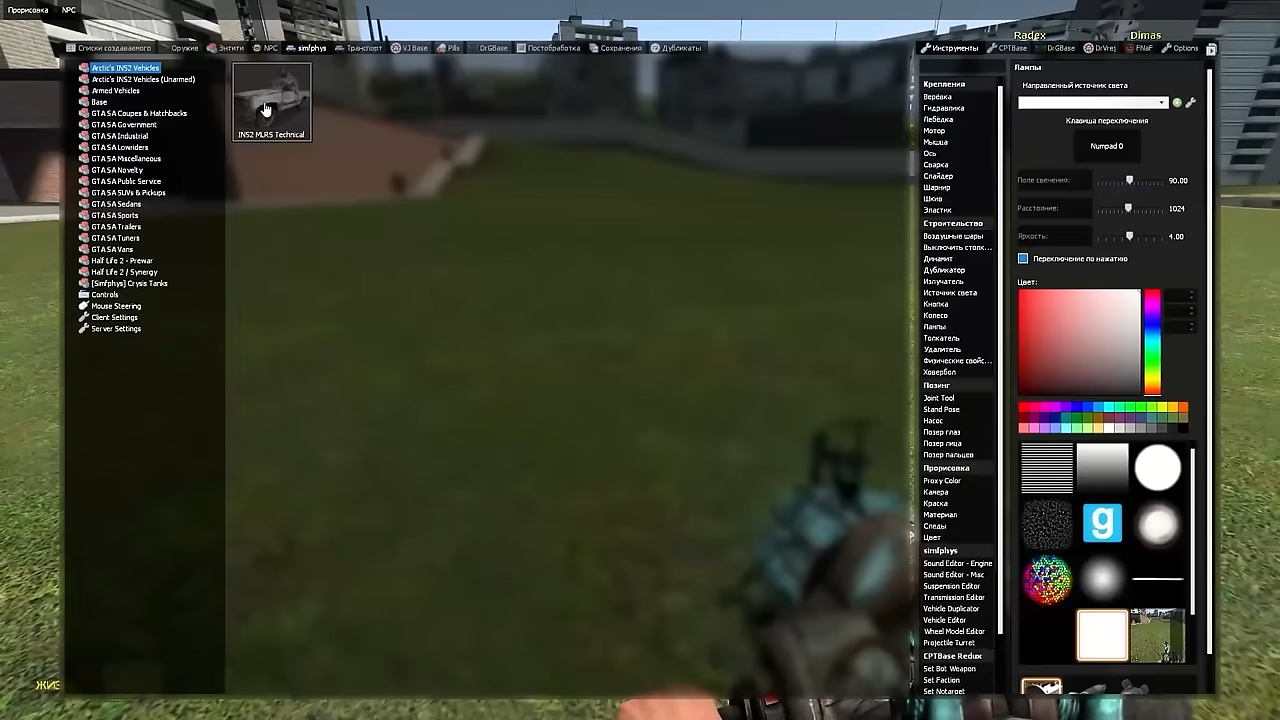 Прорисовка NPC
Radex Dimas
Списки создаваемого Оружие Энтити NPC simfphys Транспорт VJ Base Pills DrGBase Постобработка Сохранения Дубликаты
Инструменты CPTBase DrGBase DrVrej FNaF Options
Arctic's INS2 Vehicles
Arctic's INS2 Vehicles (Unarmed)
Armed Vehicles
Base
GTA SA Coupes & Hatchbacks
GTA SA Government
GTA SA Industrial
GTA SA Lowriders
GTA SA Miscellaneous
GTA SA Novelty
GTA SA Public Service
GTA SA SUVs & Pickups
GTA SA Sedans
GTA SA Sports
GTA SA Trailers
GTA SA Tuners
GTA SA Vans
Half Life 2 - Prewar
Half Life 2 / Synergy
[Simfphys] Crysis Tanks
Controls
Mouse Steering
Client Settings
Server Settings
INS2 MLRS Technical
Крепления
Верёвка
Гидравлика
Лебёдка
Мотор
Мышца
Ось
Сварка
Слайдер
Шарнир
Шкив
Эластик
Строительство
Воздушные шары
Выключить столк...
Динамит
Дубликатор
Излучатель
Источник света
Кнопка
Колесо
Лампы
Толкатель
Удалитель
Физические свойс...
Ховербол
Позинг
Joint Tool
Stand Pose
Насос
Позер глаз
Позер лица
Позер пальцев
Прорисовка
Proxy Color
Камера
Краска
Материал
Следы
Цвет
simfphys
Sound Editor - Engine
Sound Editor - Misc
Suspension Editor
Transmission Editor
Vehicle Duplicator
Vehicle Editor
Wheel Model Editor
Projectile Turret
CPTBase Redux
Set Bot Weapon
Set Faction
Set Notarget
Лампы
Направленный источник света
Клавиша переключения
Numpad 0
Поле свечения: 90.00
Расстояние: 1024
Яркость: 4.00
Переключение по нажатию
Цвет:
g
ЖИЗ